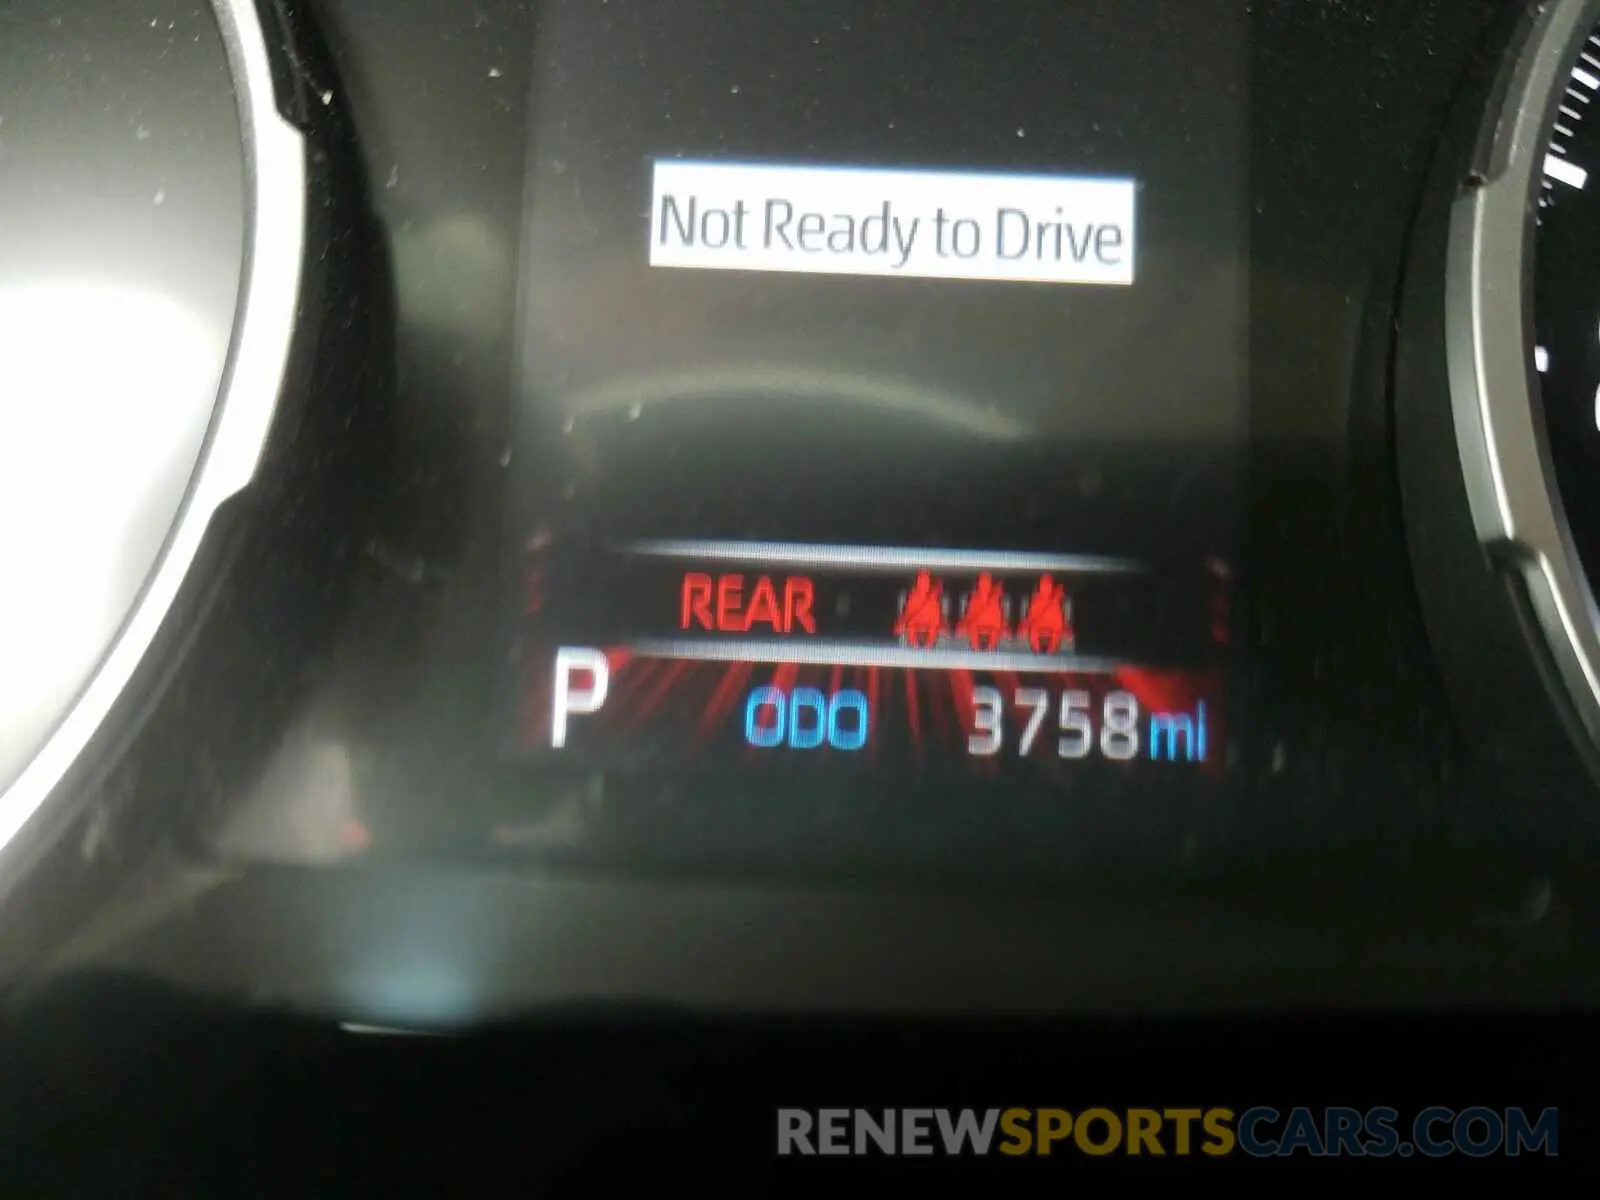 Not Ready to Drive
REAR
P ODO 3758 mi
RENEWSPORTSCARS.COM